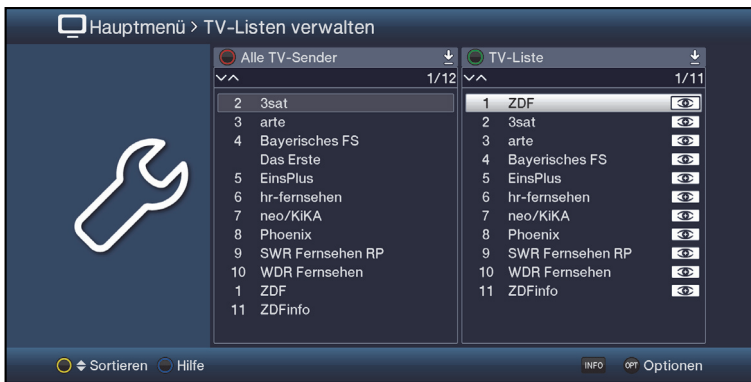 Hauptmenü > TV-Listen verwalten
Alle TV-Sender
1/12
2 3sat
3 arte
4 Bayerisches FS
Das Erste
5 EinsPlus
6 hr-fernsehen
7 neo/KiKA
8 Phoenix
9 SWR Fernsehen RP
10 WDR Fernsehen
1 ZDF
11 ZDFinfo
TV-Liste
1/11
1 ZDF
2 3sat
3 arte
4 Bayerisches FS
5 EinsPlus
6 hr-fernsehen
7 neo/KiKA
8 Phoenix
9 SWR Fernsehen RP
10 WDR Fernsehen
11 ZDFinfo
Sortieren Hilfe INFO OPT Optionen